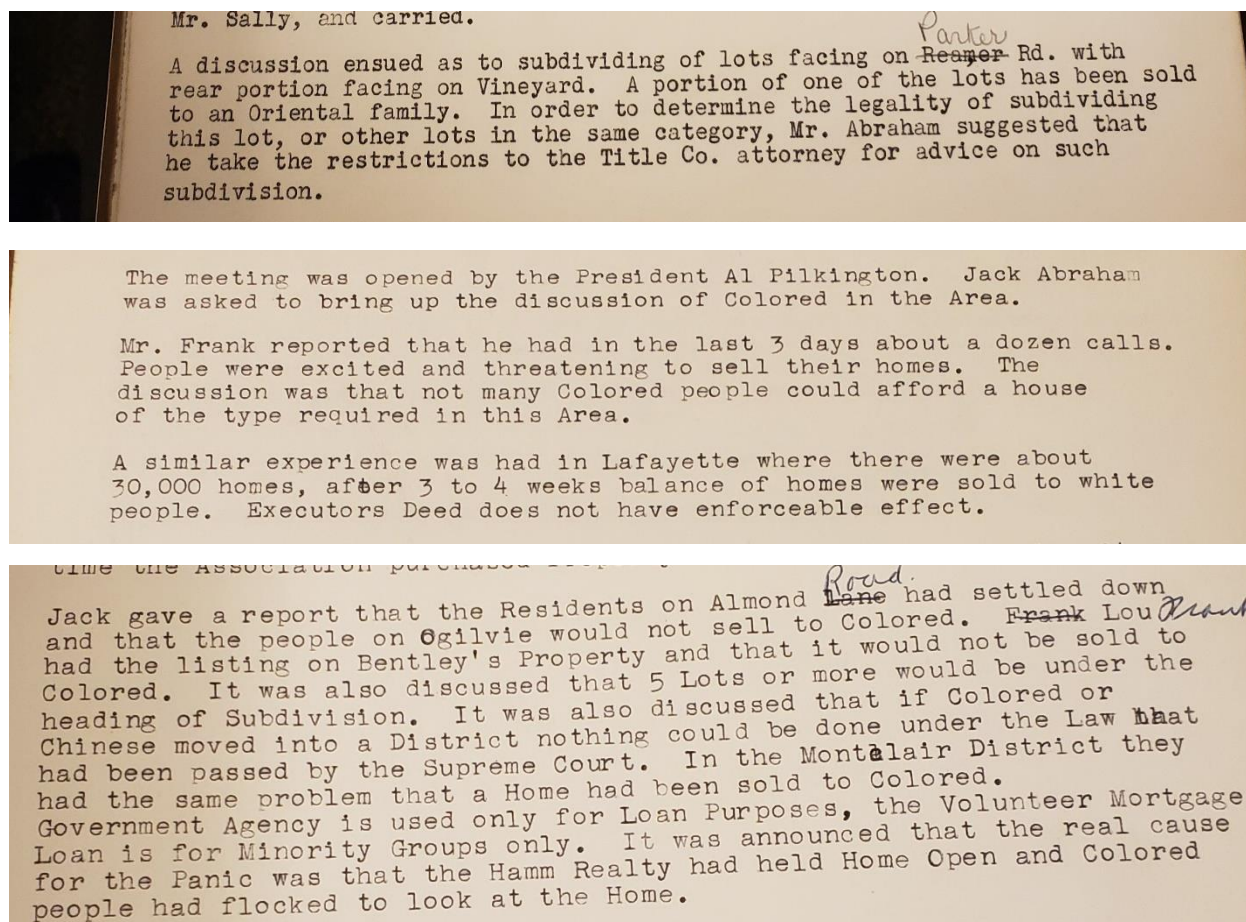 Mr. Sally, and carried.
Parker
A discussion ensued as to subdividing of lots facing on Reamer Rd. with
rear portion facing on Vineyard. A portion of one of the lots has been sold
to an Oriental family. In order to determine the legality of subdividing
this lot, or other lots in the same category, Mr. Abraham suggested that
he take the restrictions to the Title Co. attorney for advice on such
subdivision.
The meeting was opened by the President Al Pilkington. Jack Abraham
was asked to bring up the discussion of Colored in the Area.
Mr. Frank reported that he had in the last 3 days about a dozen calls.
People were excited and threatening to sell their homes. The
discussion was that not many Colored people could afford a house
of the type required in this Area.
A similar experience was had in Lafayette where there were about
30,000 homes, after 3 to 4 weeks balance of homes were sold to white
people. Executors Deed does not have enforceable effect.
time the Association purchased
Road.
Jack gave a report that the Residents on Almond Lane had settled down
and that the people on Ogilvie would not sell to Colored. Frank Lou Frank
had the listing on Bentley's Property and that it would not be sold to
Colored. It was also discussed that 5 Lots or more would be under the
heading of Subdivision. It was also discussed that if Colored or
Chinese moved into a District nothing could be done under the Law that
had been passed by the Supreme Court. In the Montclair District they
had the same problem that a Home had been sold to Colored.
Government Agency is used only for Loan Purposes, the Volunteer Mortgage
Loan is for Minority Groups only. It was announced that the real cause
for the Panic was that the Hamm Realty had held Home Open and Colored
people had flocked to look at the Home.